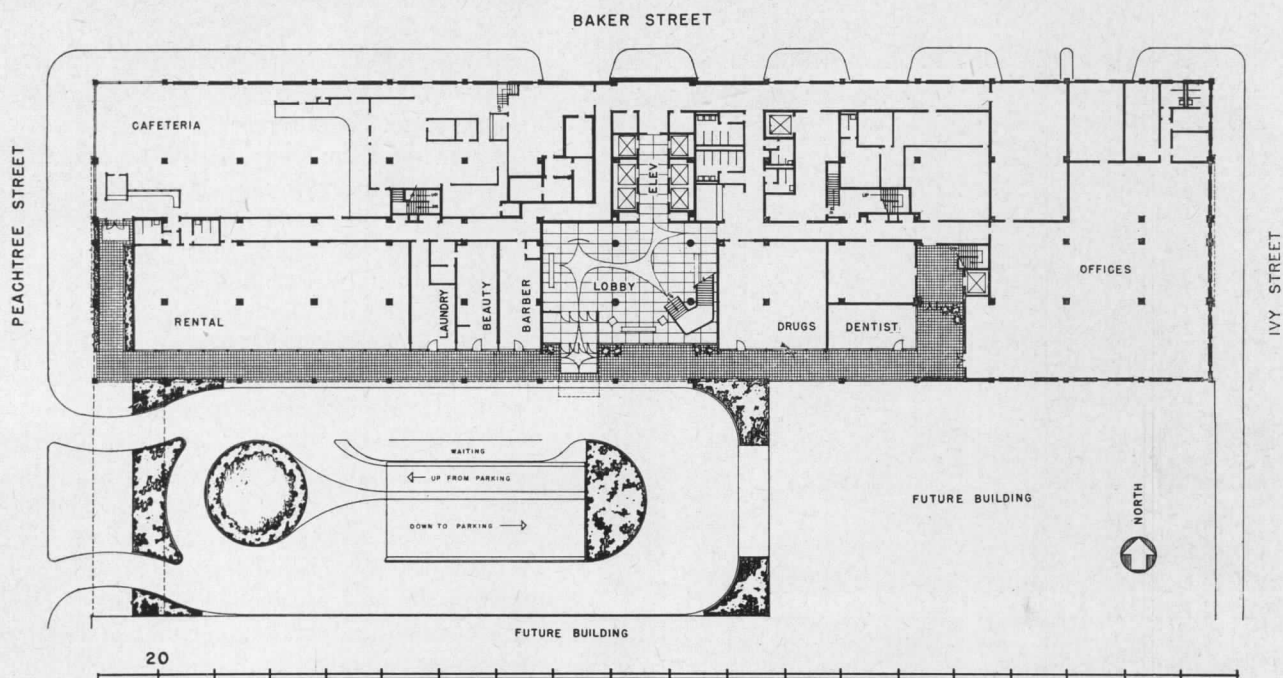 BAKER STREET
PEACHTREE STREET
CAFETERIA
ELEV.
IVY STREET
OFFICES
RENTAL
LAUNDRY
BEAUTY
BARBER
LOBBY
DRUGS
DENTIST
WAITING
UP FROM PARKING
DOWN TO PARKING
FUTURE BUILDING
NORTH
FUTURE BUILDING
20